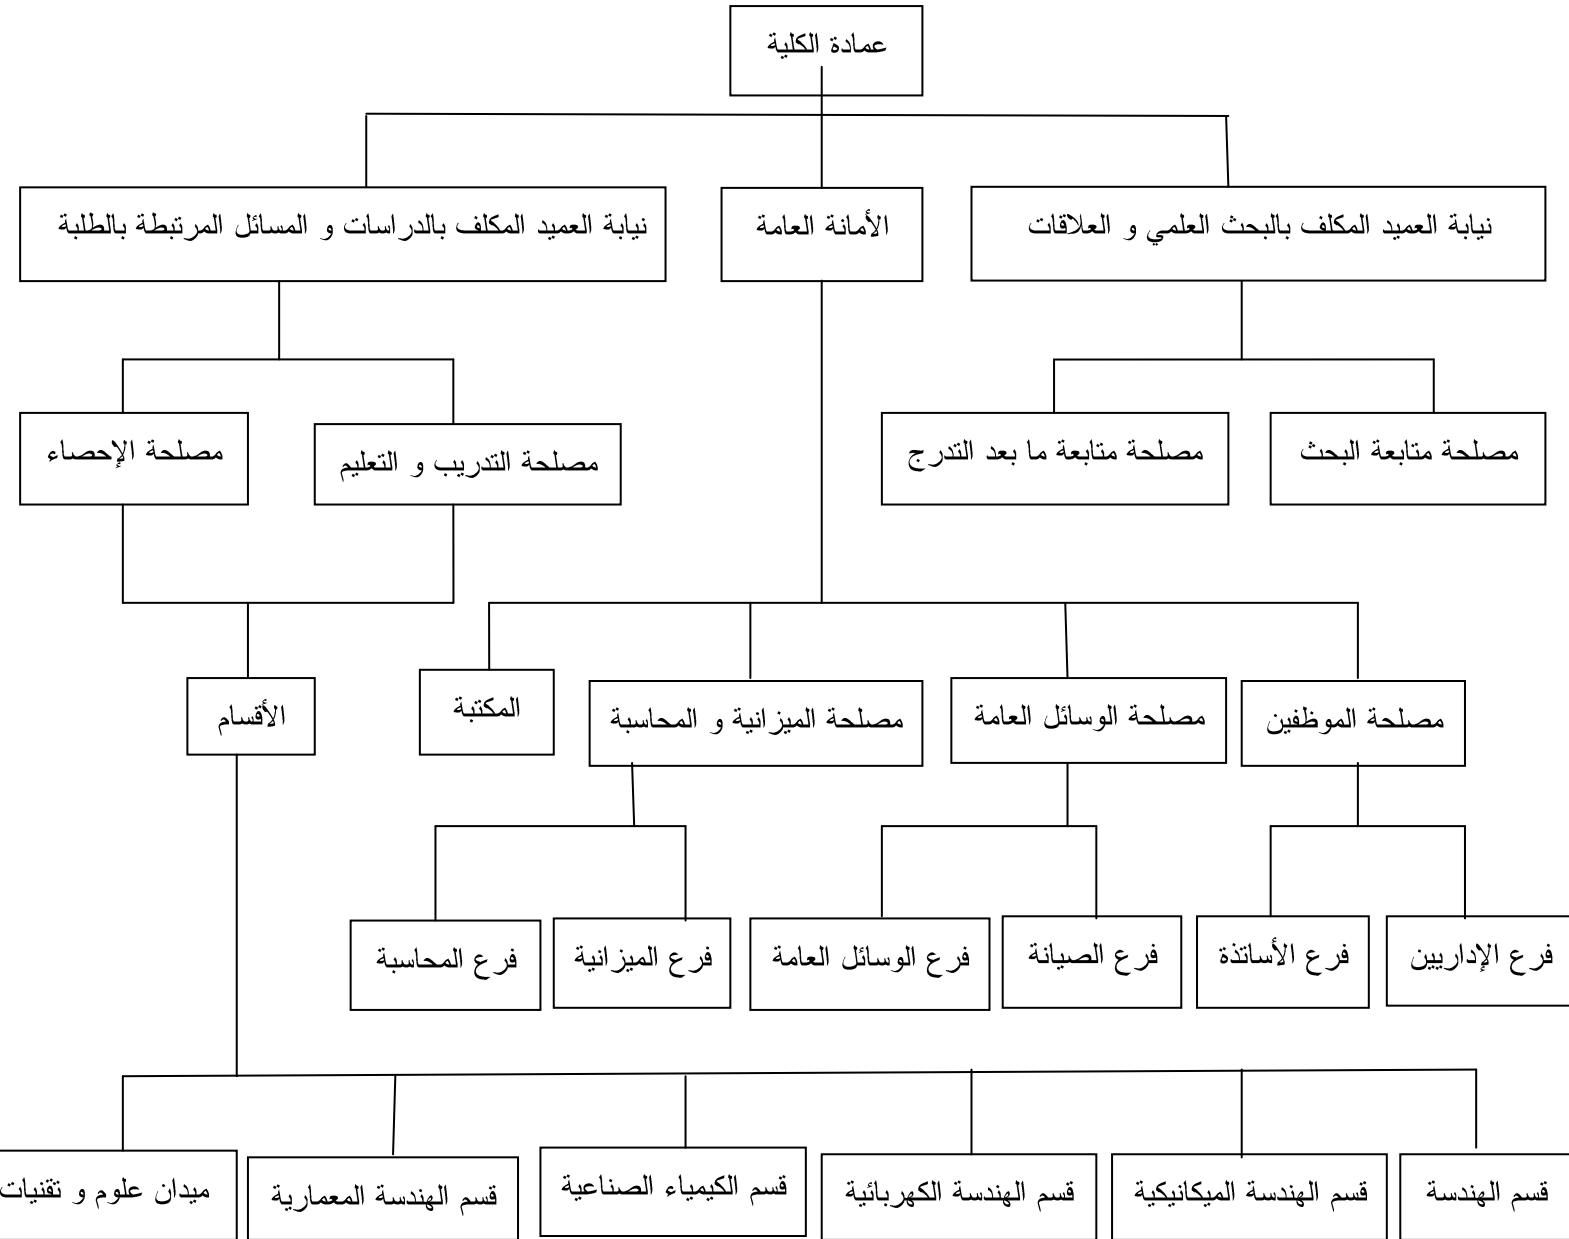 عمادة الكلية
نيابة العميد المكلف بالبحث العلمي و العلاقات
الأمانة العامة
نيابة العميد المكلف بالدراسات و المسائل المرتبطة بالطلبة
مصلحة متابعة البحث
مصلحة متابعة ما بعد التدرج
مصلحة التدريب و التعليم
مصلحة الإحصاء
مصلحة الموظفين
مصلحة الوسائل العامة
مصلحة الميزانية و المحاسبة
المكتبة
الأقسام
فرع الإداريين
فرع الأساتذة
فرع الصيانة
فرع الوسائل العامة
فرع الميزانية
فرع المحاسبة
قسم الهندسة
قسم الهندسة الميكانيكية
قسم الهندسة الكهربائية
قسم الكيمياء الصناعية
قسم الهندسة المعمارية
ميدان علوم و تقنيات